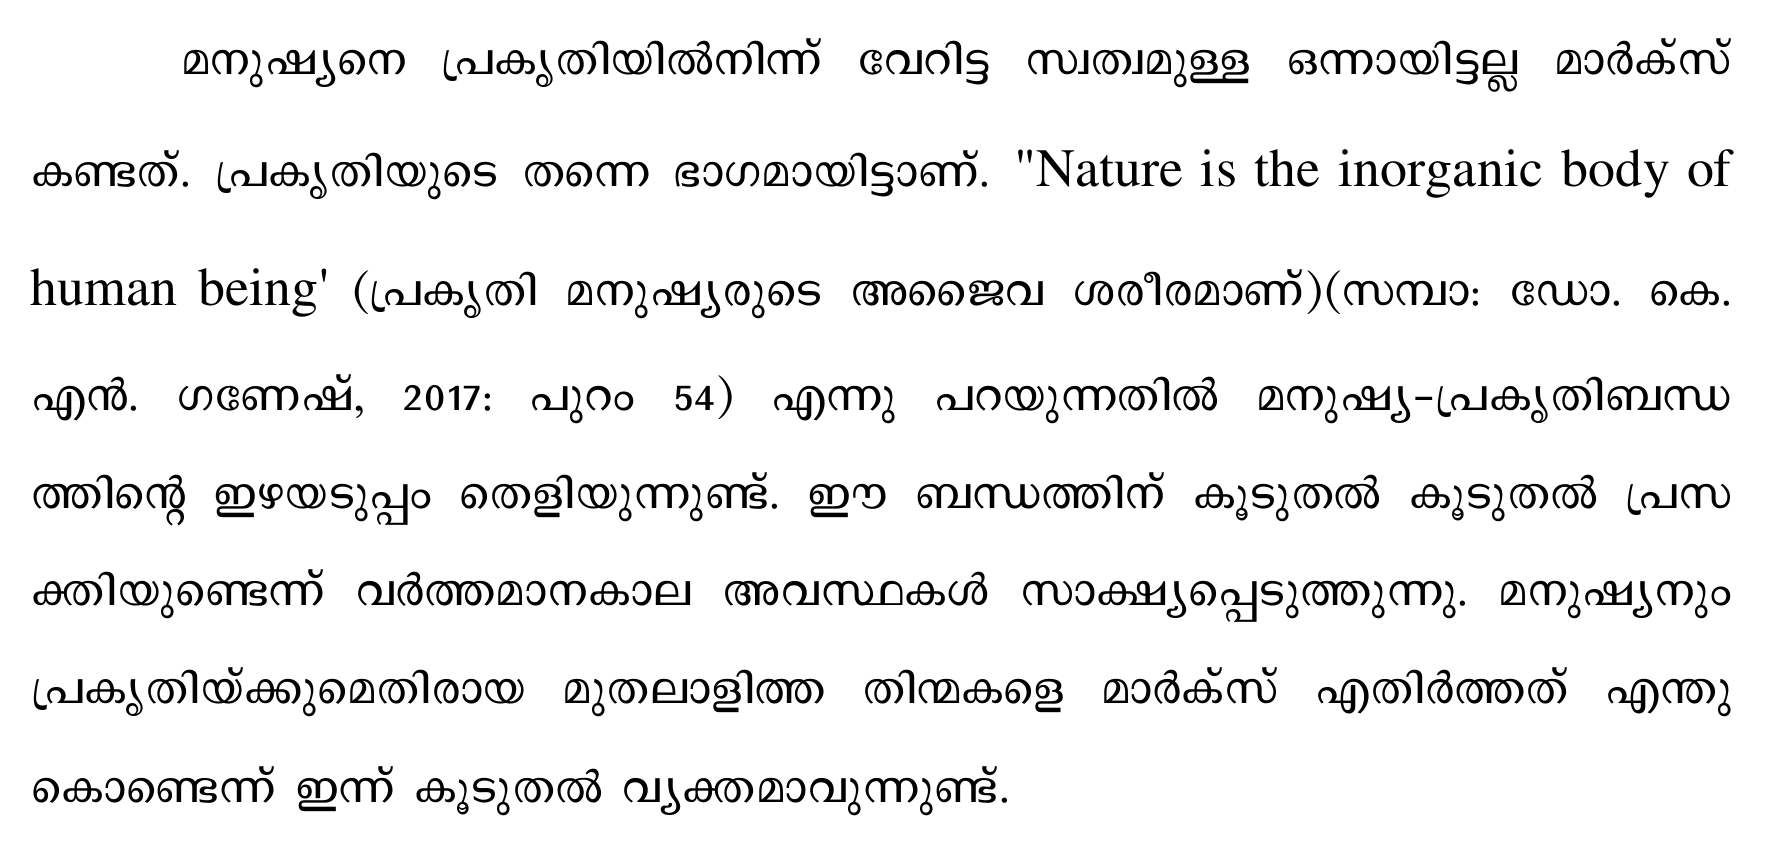 മനുഷ്യനെ പ്രകൃതിയിൽനിന്ന് വേറിട്ട സ്വത്വമുള്ള ഒന്നായിട്ടല്ല മാർക്സ്
കണ്ടത്. പ്രകൃതിയുടെ തന്നെ ഭാഗമായിട്ടാണ്. "Nature is the inorganic body of
human being' (പ്രകൃതി മനുഷ്യരുടെ അജൈവ ശരീരമാണ്)(സമ്പാ: ഡോ. കെ.
എൻ. ഗണേഷ്, 2017: പുറം 54) എന്നു പറയുന്നതിൽ മനുഷ്യ-പ്രകൃതിബന്ധ
ത്തിന്റെ ഇഴയടുപ്പം തെളിയുന്നുണ്ട്. ഈ ബന്ധത്തിന് കൂടുതൽ കൂടുതൽ പ്രസ
ക്തിയുണ്ടെന്ന് വർത്തമാനകാല അവസ്ഥകൾ സാക്ഷ്യപ്പെടുത്തുന്നു. മനുഷ്യനും
പ്രകൃതിയ്ക്കുമെതിരായ മുതലാളിത്ത തിന്മകളെ മാർക്സ് എതിർത്തത് എന്തു
കൊണ്ടെന്ന് ഇന്ന് കൂടുതൽ വ്യക്തമാവുന്നുണ്ട്.